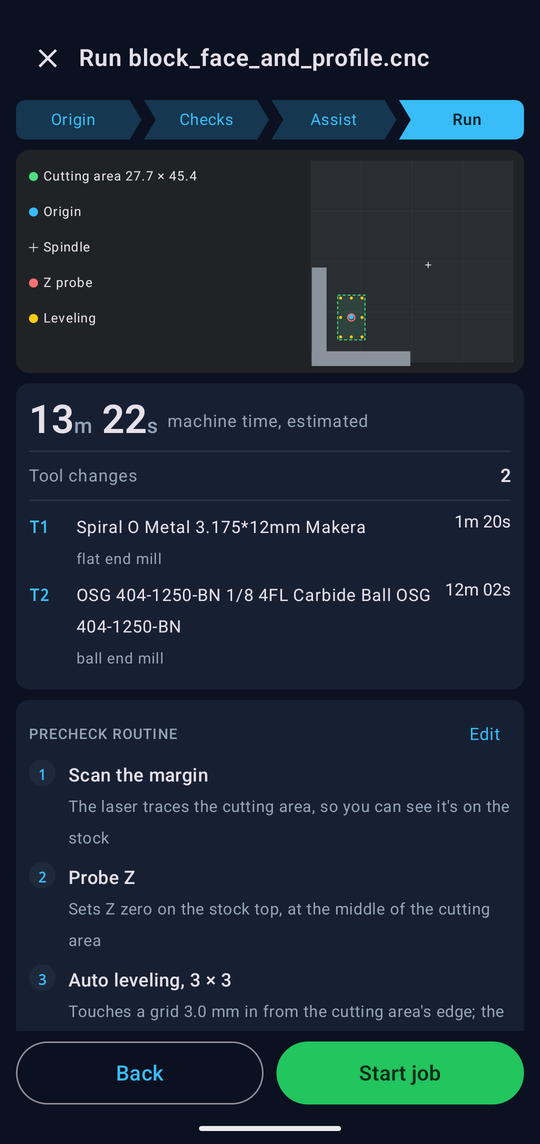 Run block_face_and_profile.cnc
Origin
Checks
Assist
Run
Cutting area 27.7 × 45.4
Origin
Spindle
Z probe
Leveling
13m 22s machine time, estimated
Tool changes 2
T1 Spiral O Metal 3.175*12mm Makera 1m 20s
flat end mill
T2 OSG 404-1250-BN 1/8 4FL Carbide Ball OSG 12m 02s
404-1250-BN
ball end mill
PRECHECK ROUTINE Edit
1 Scan the margin
The laser traces the cutting area, so you can see it's on the
stock
2 Probe Z
Sets Z zero on the stock top, at the middle of the cutting
area
3 Auto leveling, 3 × 3
Touches a grid 3.0 mm in from the cutting area's edge; the
Back
Start job